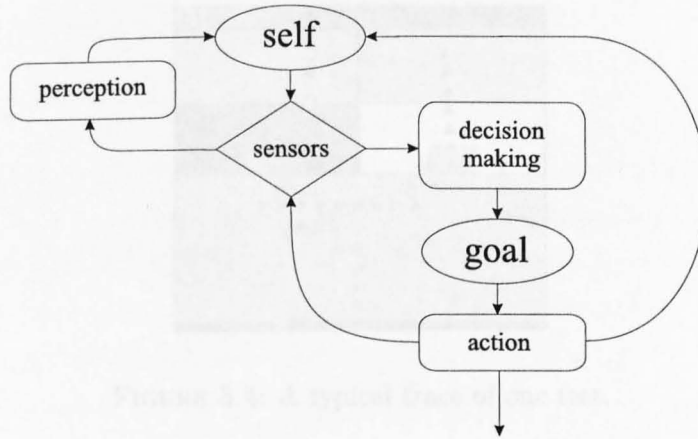 self
perception
sensors
decision
making
goal
action